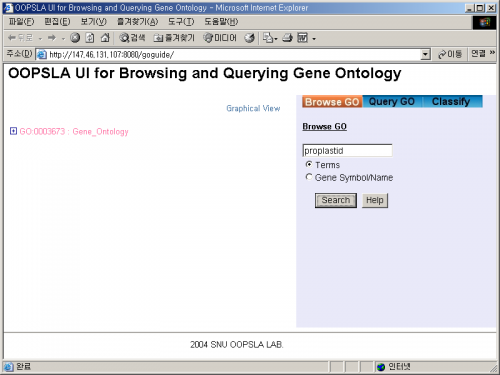 OOPSLA UI for Browsing and Querying Gene Ontology - Microsoft Internet Explorer
파일(F) 편집(E) 보기(V) 즐겨찾기(A) 도구(T) 도움말(H)
뒤로 검색 즐겨찾기 미디어
주소(D) http://147.46.131.107:8080/goguide/ 이동 연결 »
OOPSLA UI for Browsing and Querying Gene Ontology
Graphical View
GO:0003673 : Gene_Ontology
Browse GO Query GO Classify
Browse GO
proplastid
Terms
Gene Symbol/Name
Search Help
2004 SNU OOPSLA LAB.
완료 인터넷